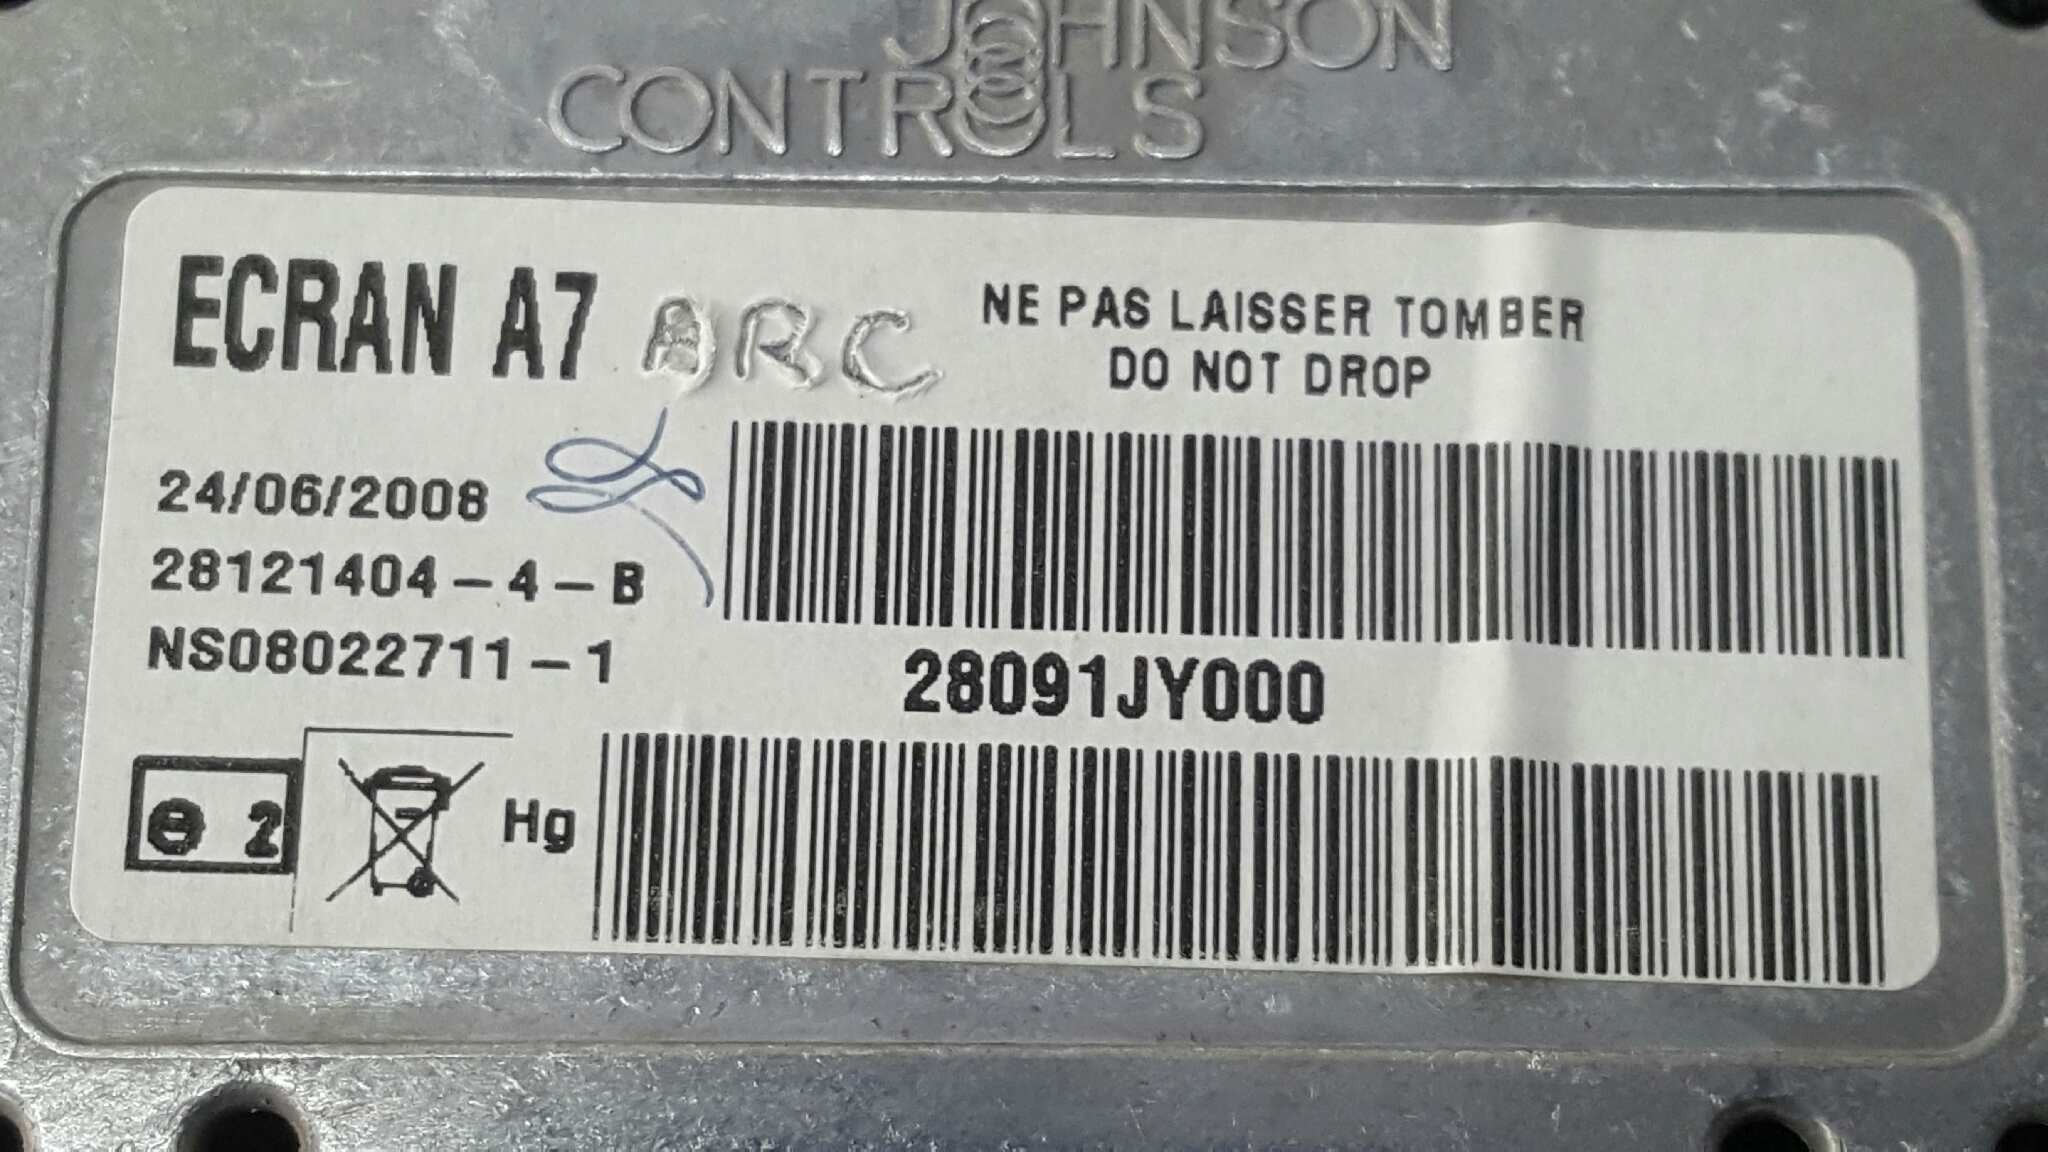 JOHNSON
CONTROLS
ECRAN A7
ARC
NE PAS LAISSER TOMBER
DO NOT DROP
24/06/2008
28121404-4-B
NS08022711-1
28091JY000
e 2
Hg